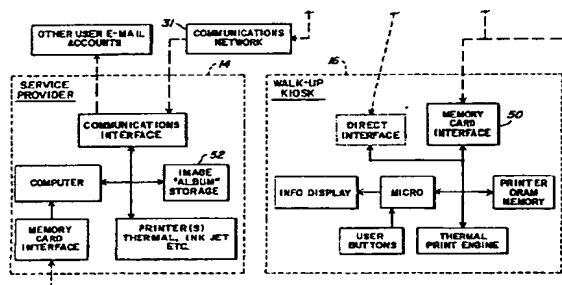 OTHER USER E-MAIL
ACCOUNTS
31
COMMUNICATIONS
NETWORK
14
SERVICE
PROVIDER
COMMUNICATIONS
INTERFACE
52
COMPUTER
IMAGE
"ALBUM"
STORAGE
MEMORY
CARD
INTERFACE
PRINTER(S)
THERMAL, INK JET
ETC.
16
WALK-UP
KIOSK
DIRECT
INTERFACE
MEMORY
CARD
INTERFACE
50
INFO DISPLAY
MICRO
PRINTER
DRAM
MEMORY
USER
BUTTONS
THERMAL
PRINT ENGINE